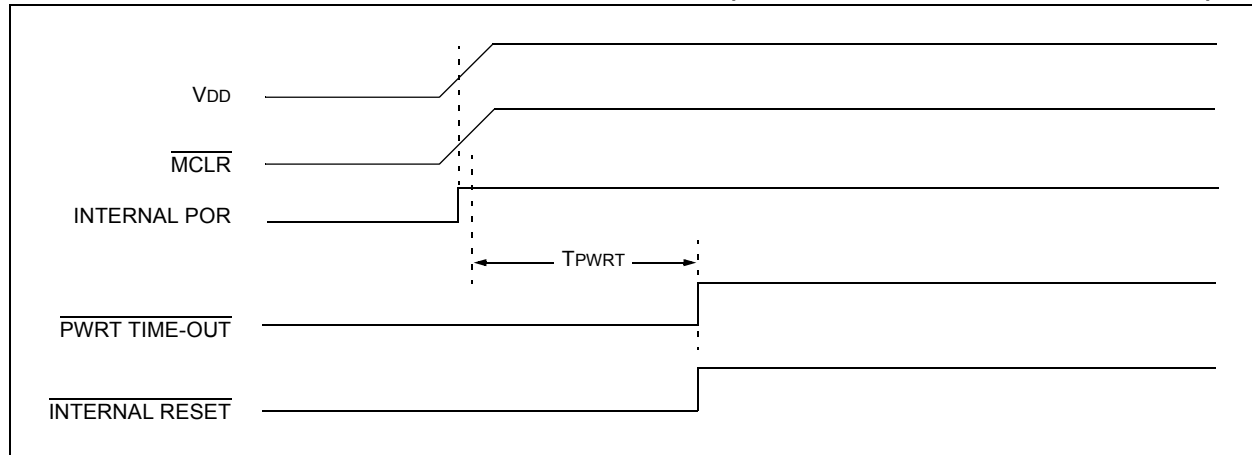 VDD
MCLR
INTERNAL POR
TPWRT
PWRT TIME-OUT
INTERNAL RESET